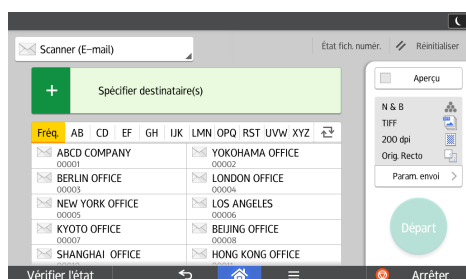 Scanner (E-mail)
État fich. numér.
Réinitialiser
Spécifier destinataire(s)
Aperçu
Fréq. AB CD EF GH IJK LMN OPQ RST UVW XYZ
ABCD COMPANY
00001
YOKOHAMA OFFICE
00002
BERLIN OFFICE
00003
LONDON OFFICE
00004
NEW YORK OFFICE
00005
LOS ANGELES
00006
KYOTO OFFICE
00007
BEIJING OFFICE
00008
SHANGHAI OFFICE
HONG KONG OFFICE
N & B
TIFF
200 dpi
Orig. Recto
Param. envoi
Départ
Vérifier l'état
Arrêter